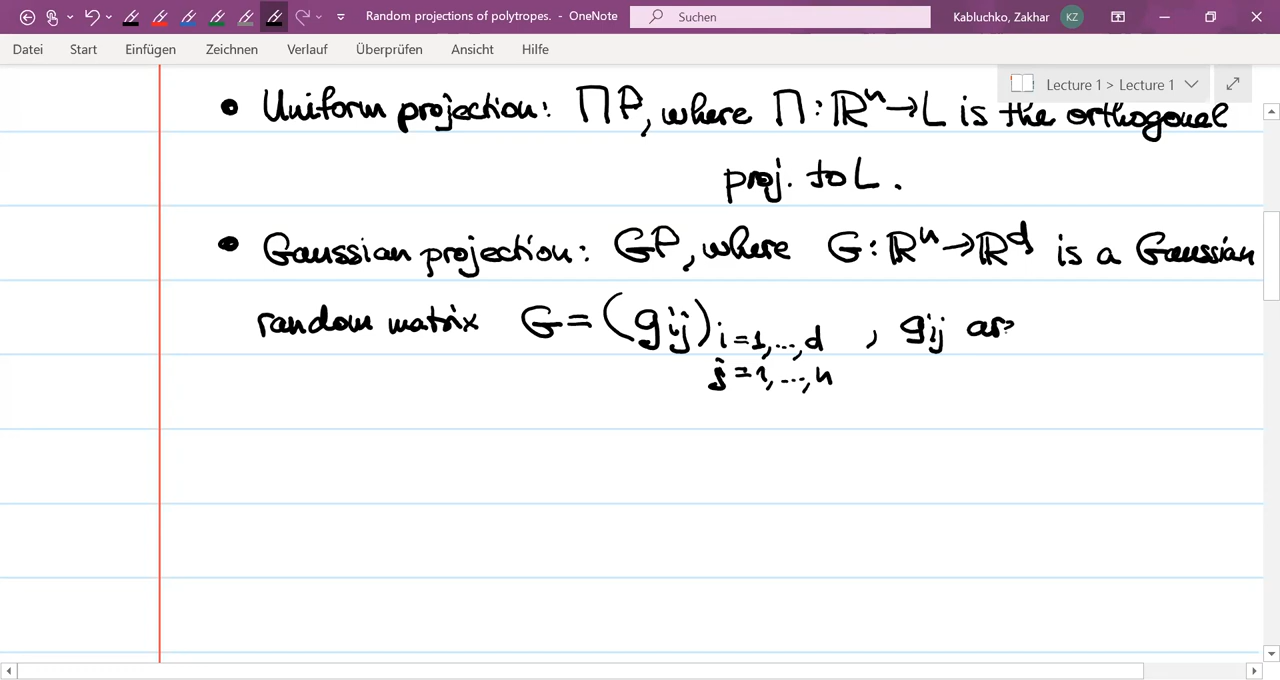 Random projections of polytropes. - OneNote
Suchen
Kabluchko, Zakhar
KZ
Datei Start Einfügen Zeichnen Verlauf Überprüfen Ansicht Hilfe
Lecture 1 > Lecture 1
• Uniform projection: ΠP, where Π: ℝⁿ → L is the orthogonal
proj. to L.
• Gaussian projection: GP, where G: ℝⁿ → ℝᵈ is a Gaussian
random matrix G = (gij) i=1,...,d , gij
j=1,...,n